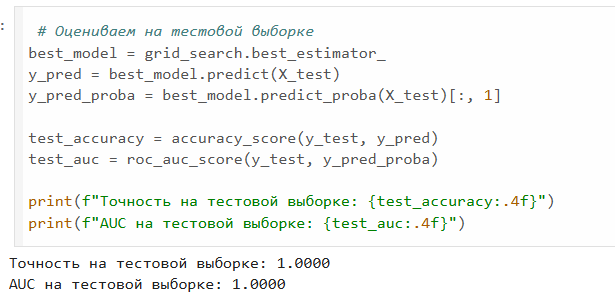 :
# Оцениваем на тестовой выборке
best_model = grid_search.best_estimator_
y_pred = best_model.predict(X_test)
y_pred_proba = best_model.predict_proba(X_test)[:, 1]
test_accuracy = accuracy_score(y_test, y_pred)
test_auc = roc_auc_score(y_test, y_pred_proba)
print(f"Точность на тестовой выборке: {test_accuracy:.4f}")
print(f"AUC на тестовой выборке: {test_auc:.4f}")
Точность на тестовой выборке: 1.0000
AUC на тестовой выборке: 1.0000